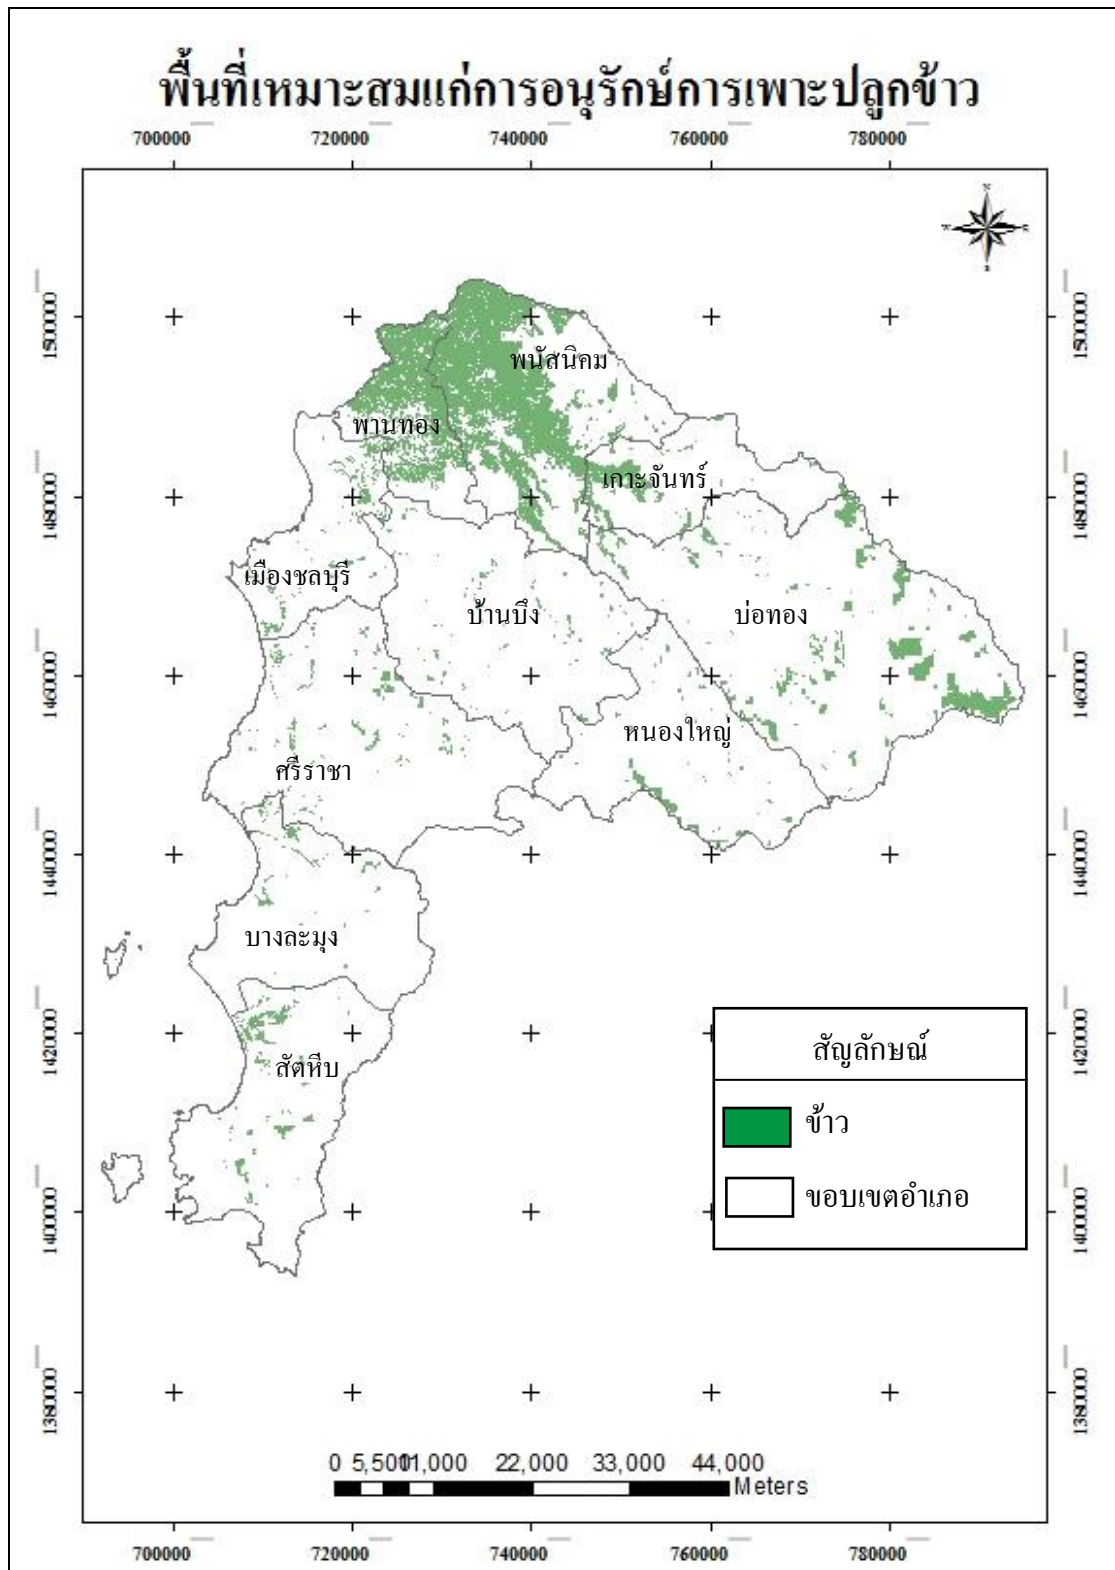 พื้นที่เหมาะสมแก่การอนุรักษ์การเพาะปลูกข้าว
700000 720000 740000 760000 780000
N
W
S
1500000 1500000
พนัสนิคม
พานทอง
เกาะจันทร์
1480000 1480000
เมืองชลบุรี
บ้านบึง
บ่อทอง
1460000 1460000
หนองใหญ่
ศรีราชา
1440000 1440000
บางละมุง
1420000 1420000
สัตหีบ
สัญลักษณ์
ข้าว
ขอบเขตอำเภอ
1400000 1400000
1380000 1380000
0 5,500 11,000 22,000 33,000 44,000
Meters
700000 720000 740000 760000 780000